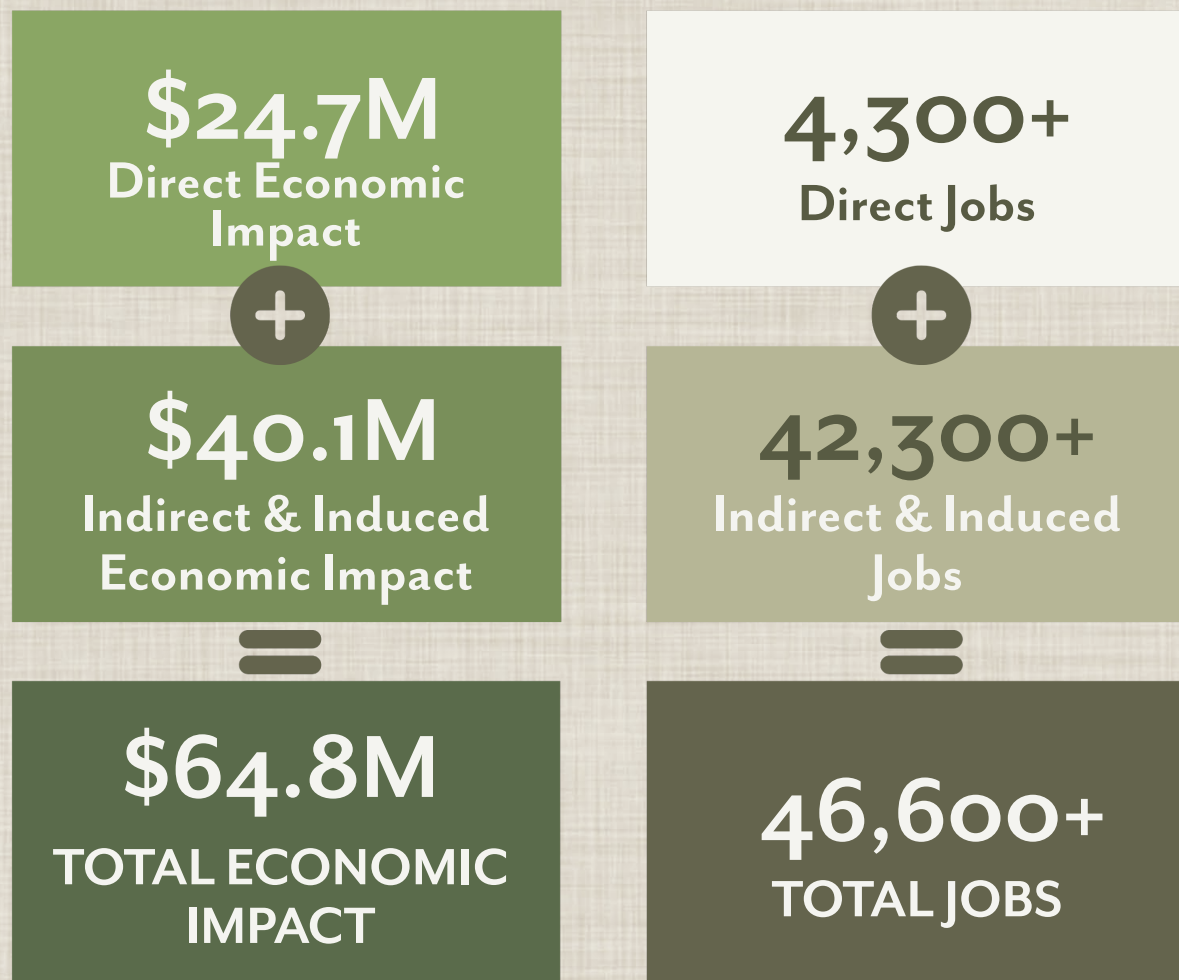 $24.7M
Direct Economic
Impact
+
$40.1M
Indirect & Induced
Economic Impact
=
$64.8M
TOTAL ECONOMIC
IMPACT
4,300+
Direct Jobs
+
42,300+
Indirect & Induced
Jobs
=
46,600+
TOTAL JOBS